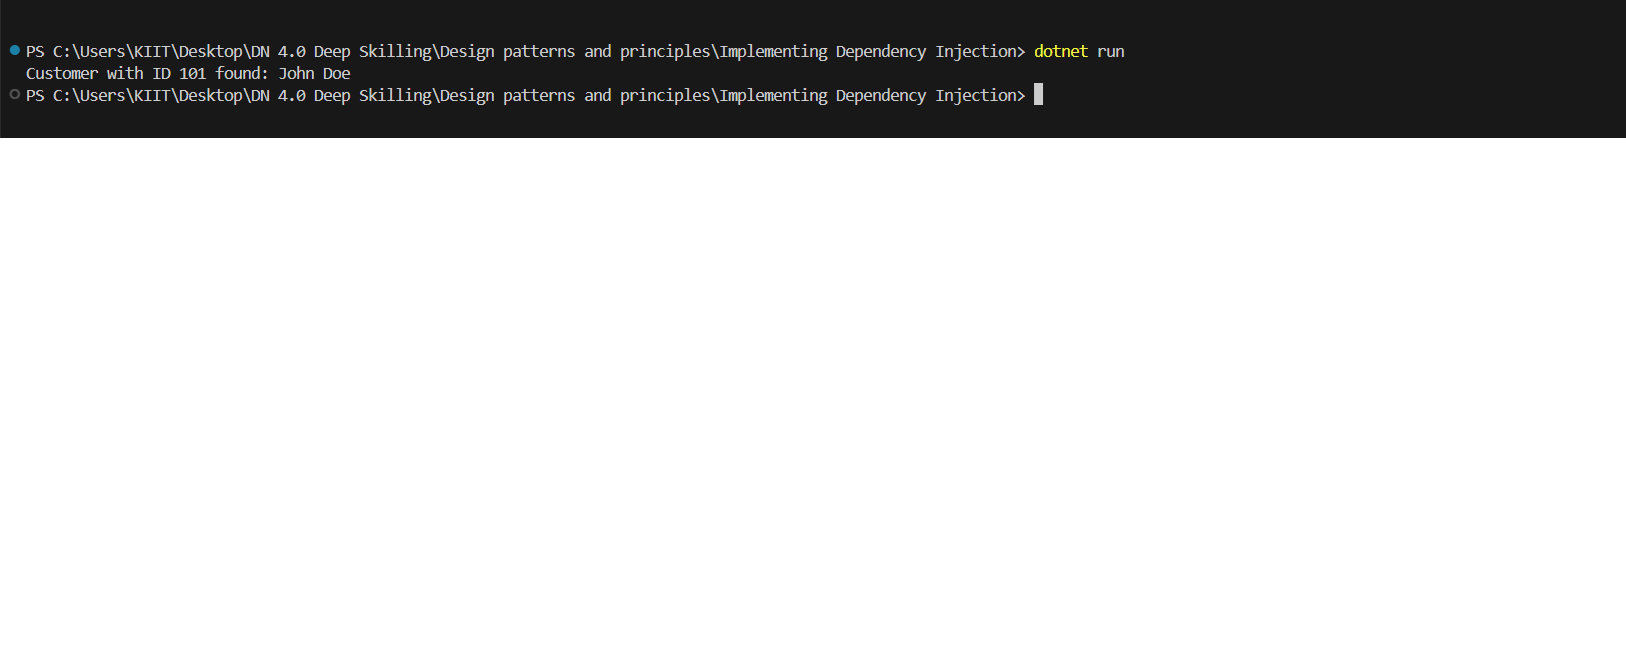 PS C:\Users\KIIT\Desktop\DN 4.0 Deep Skilling\Design patterns and principles\Implementing Dependency Injection> dotnet run
Customer with ID 101 found: John Doe
PS C:\Users\KIIT\Desktop\DN 4.0 Deep Skilling\Design patterns and principles\Implementing Dependency Injection>